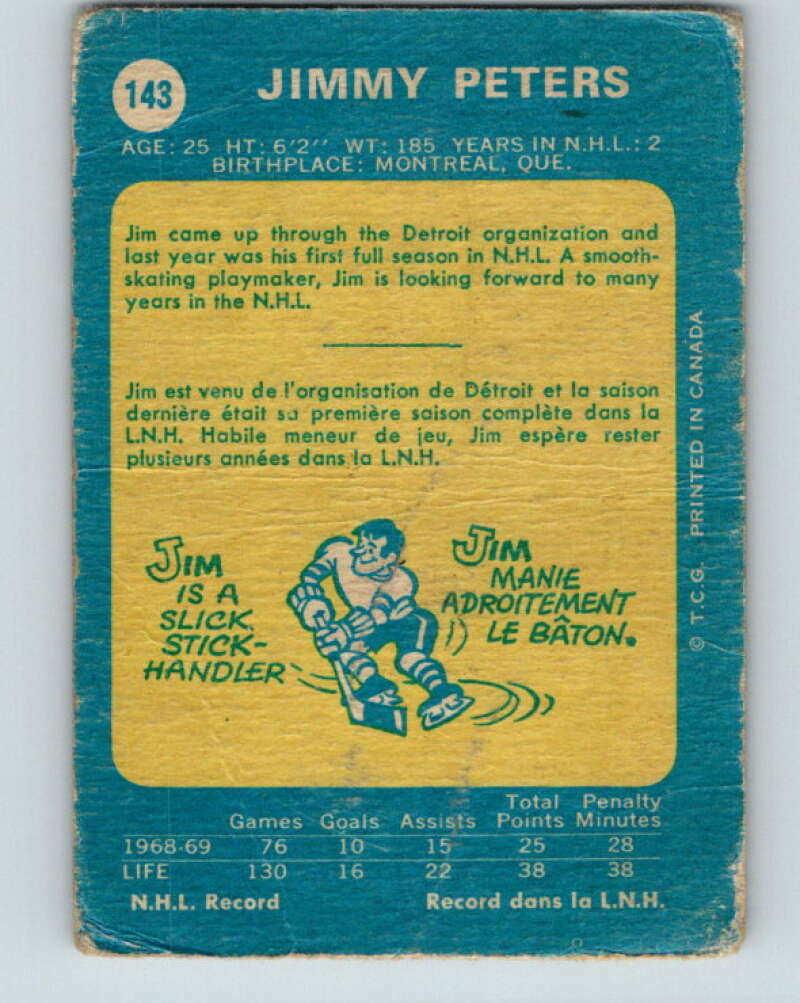 143
JIMMY PETERS
AGE: 25 HT: 6'2'' WT: 185 YEARS IN N.H.L.: 2
BIRTHPLACE: MONTREAL, QUE.
Jim came up through the Detroit organization and
last year was his first full season in N.H.L. A smooth-
skating playmaker, Jim is looking forward to many
years in the N.H.L.
Jim est venu de l'organisation de Détroit et la saison
dernière était sa première saison complète dans la
L.N.H. Habile meneur de jeu, Jim espère rester
plusieurs années dans la L.N.H.
JIM
IS A
SLICK
STICK-
HANDLER
JIM
MANIE
ADROITEMENT
LE BÂTON.
© T.C.G. PRINTED IN CANADA
Games Goals Assists Total Points Penalty Minutes
1968-69 76 10 15 25 28
LIFE 130 16 22 38 38
N.H.L. Record Record dans la L.N.H.